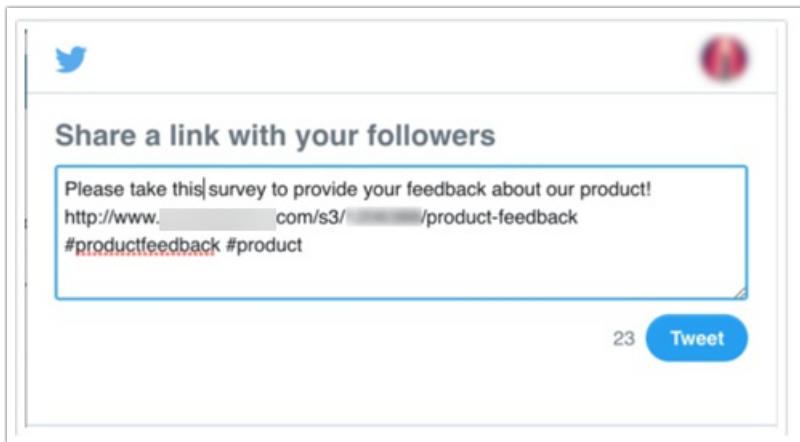 Share a link with your followers
Please take this survey to provide your feedback about our product!
http://www. com/s3/ /product-feedback
#productfeedback #product
23 Tweet